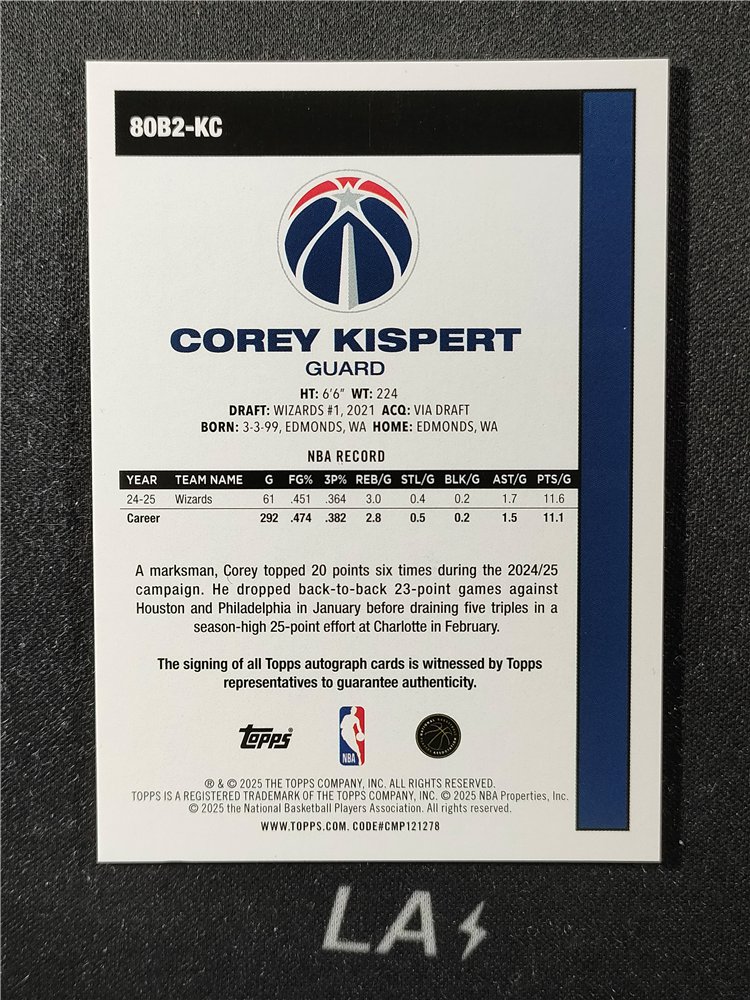 80B2-KC
COREY KISPERT
GUARD
HT: 6'6" WT: 224
DRAFT: WIZARDS #1, 2021 ACQ: VIA DRAFT
BORN: 3-3-99, EDMONDS, WA HOME: EDMONDS, WA
NBA RECORD
YEAR TEAM NAME G FG% 3P% REB/G STL/G BLK/G AST/G PTS/G
24-25 Wizards 61 .451 .364 3.0 0.4 0.2 1.7 11.6
Career 292 .474 .382 2.8 0.5 0.2 1.5 11.1
A marksman, Corey topped 20 points six times during the 2024/25
campaign. He dropped back-to-back 23-point games against
Houston and Philadelphia in January before draining five triples in a
season-high 25-point effort at Charlotte in February.
The signing of all Topps autograph cards is witnessed by Topps
representatives to guarantee authenticity.
Topps NBA
® & © 2025 THE TOPPS COMPANY, INC. ALL RIGHTS RESERVED.
TOPPS IS A REGISTERED TRADEMARK OF THE TOPPS COMPANY, INC. © 2025 NBA Properties, Inc.
© 2025 the National Basketball Players Association. All rights reserved.
WWW.TOPPS.COM. CODE#CMP121278
LA